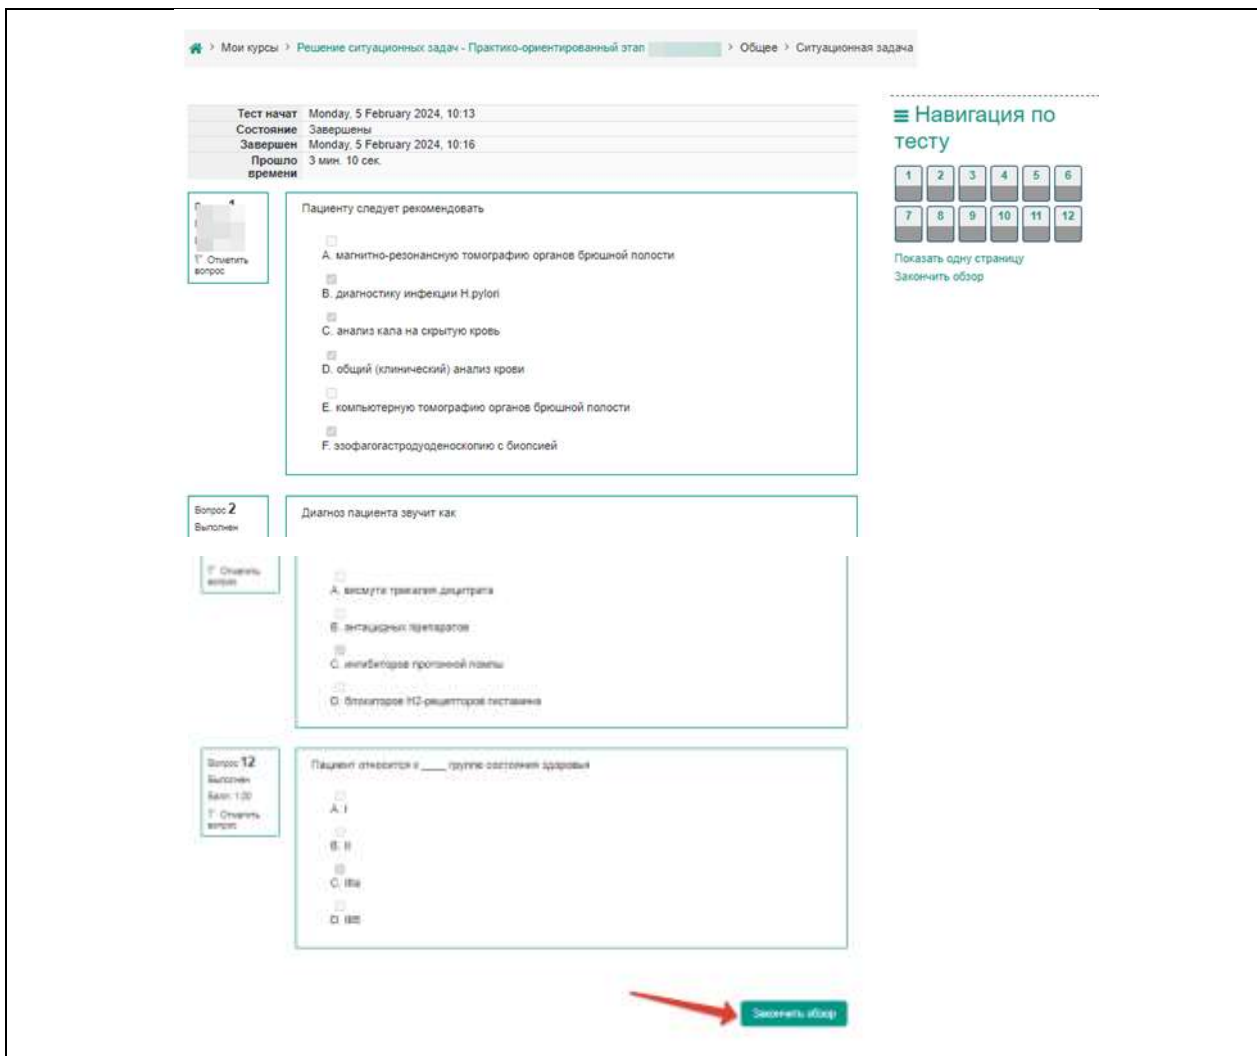 Мои курсы > Решение ситуационных задач - Практико-ориентированный этап > Общее > Ситуационная задача
Тест начат Monday, 5 February 2024, 10:13
Состояние Завершены
Завершен Monday, 5 February 2024, 10:16
Прошло времени 3 мин. 10 сек.
Отметить
вопрос
Пациенту следует рекомендовать
A. магнитно-резонансную томографию органов брюшной полости
B. диагностику инфекции H.pylori
C. анализ кала на скрытую кровь
D. общий (клинический) анализ крови
E. компьютерную томографию органов брюшной полости
F. эзофагогастродуоденоскопию с биопсией
Вопрос 2
Выполнен
Диагноз пациента звучит как
Отметить
вопрос
A. висмута трикалия дицитрата
B. антацидных препаратов
C. ингибиторов протонной помпы
D. блокаторов H2-рецепторов гистамина
Вопрос 12
Выполнен
Балл: 1,00
Отметить
вопрос
Пациент относится к ____ группе состояния здоровья
A. I
B. II
C. IIIa
D. IIIб
Закончить обзор
Навигация по
тесту
1 2 3 4 5 6
7 8 9 10 11 12
Показать одну страницу
Закончить обзор